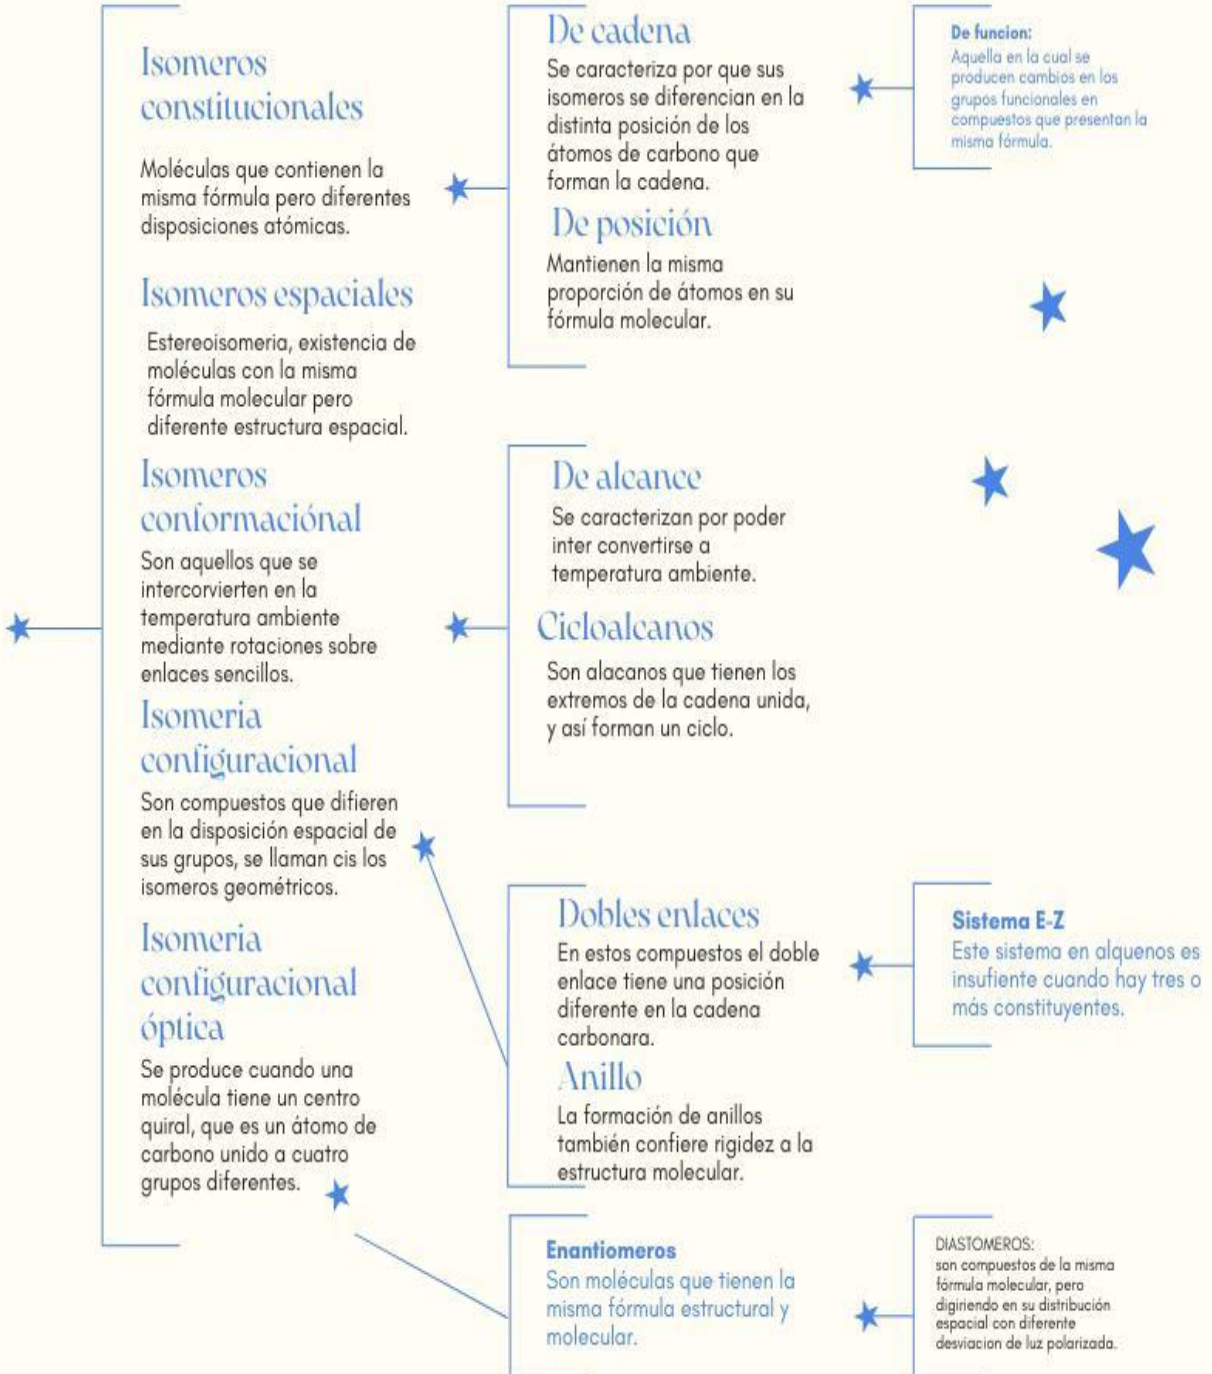 Isomeros
constitucionales
Moléculas que contienen la
misma fórmula pero diferentes
disposiciones atómicas.
Isomeros espaciales
Estereoisomeria, existencia de
moléculas con la misma
fórmula molecular pero
diferente estructura espacial.
Isomeros
conformaciónal
Son aquellos que se
intercorvierten en la
temperatura ambiente
mediante rotaciones sobre
enlaces sencillos.
Isomeria
configuracional
Son compuestos que difieren
en la disposición espacial de
sus grupos, se llaman cis los
isomeros geométricos.
Isomeria
configuracional
óptica
Se produce cuando una
molécula tiene un centro
quiral, que es un átomo de
carbono unido a cuatro
grupos diferentes.
De cadena
Se caracteriza por que sus
isomeros se diferencian en la
distinta posición de los
átomos de carbono que
forman la cadena.
De posición
Mantienen la misma
proporción de átomos en su
fórmula molecular.
De funcion:
Aquella en la cual se
producen cambios en los
grupos funcionales en
compuestos que presentan la
misma fórmula.
De alcance
Se caracterizan por poder
inter convertirse a
temperatura ambiente.
Cicloalcanos
Son alacanos que tienen los
extremos de la cadena unida,
y así forman un ciclo.
Dobles enlaces
En estos compuestos el doble
enlace tiene una posición
diferente en la cadena
carbonara.
Anillo
La formación de anillos
también confiere rigidez a la
estructura molecular.
Sistema E-Z
Este sistema en alquenos es
insufiente cuando hay tres o
más constituyentes.
Enantiomeros
Son moléculas que tienen la
misma fórmula estructural y
molecular.
DIASTOMEROS:
son compuestos de la misma
fórmula molecular, pero
digiriendo en su distribución
espacial con diferente
desviacion de luz polarizada.